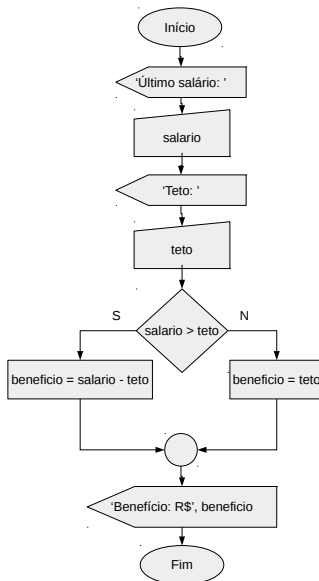 Início
‘Último salário: ’
salario
‘Teto: ’
teto
S
N
salario > teto
beneficio = salario - teto
beneficio = teto
‘Benefício: R$’, beneficio
Fim